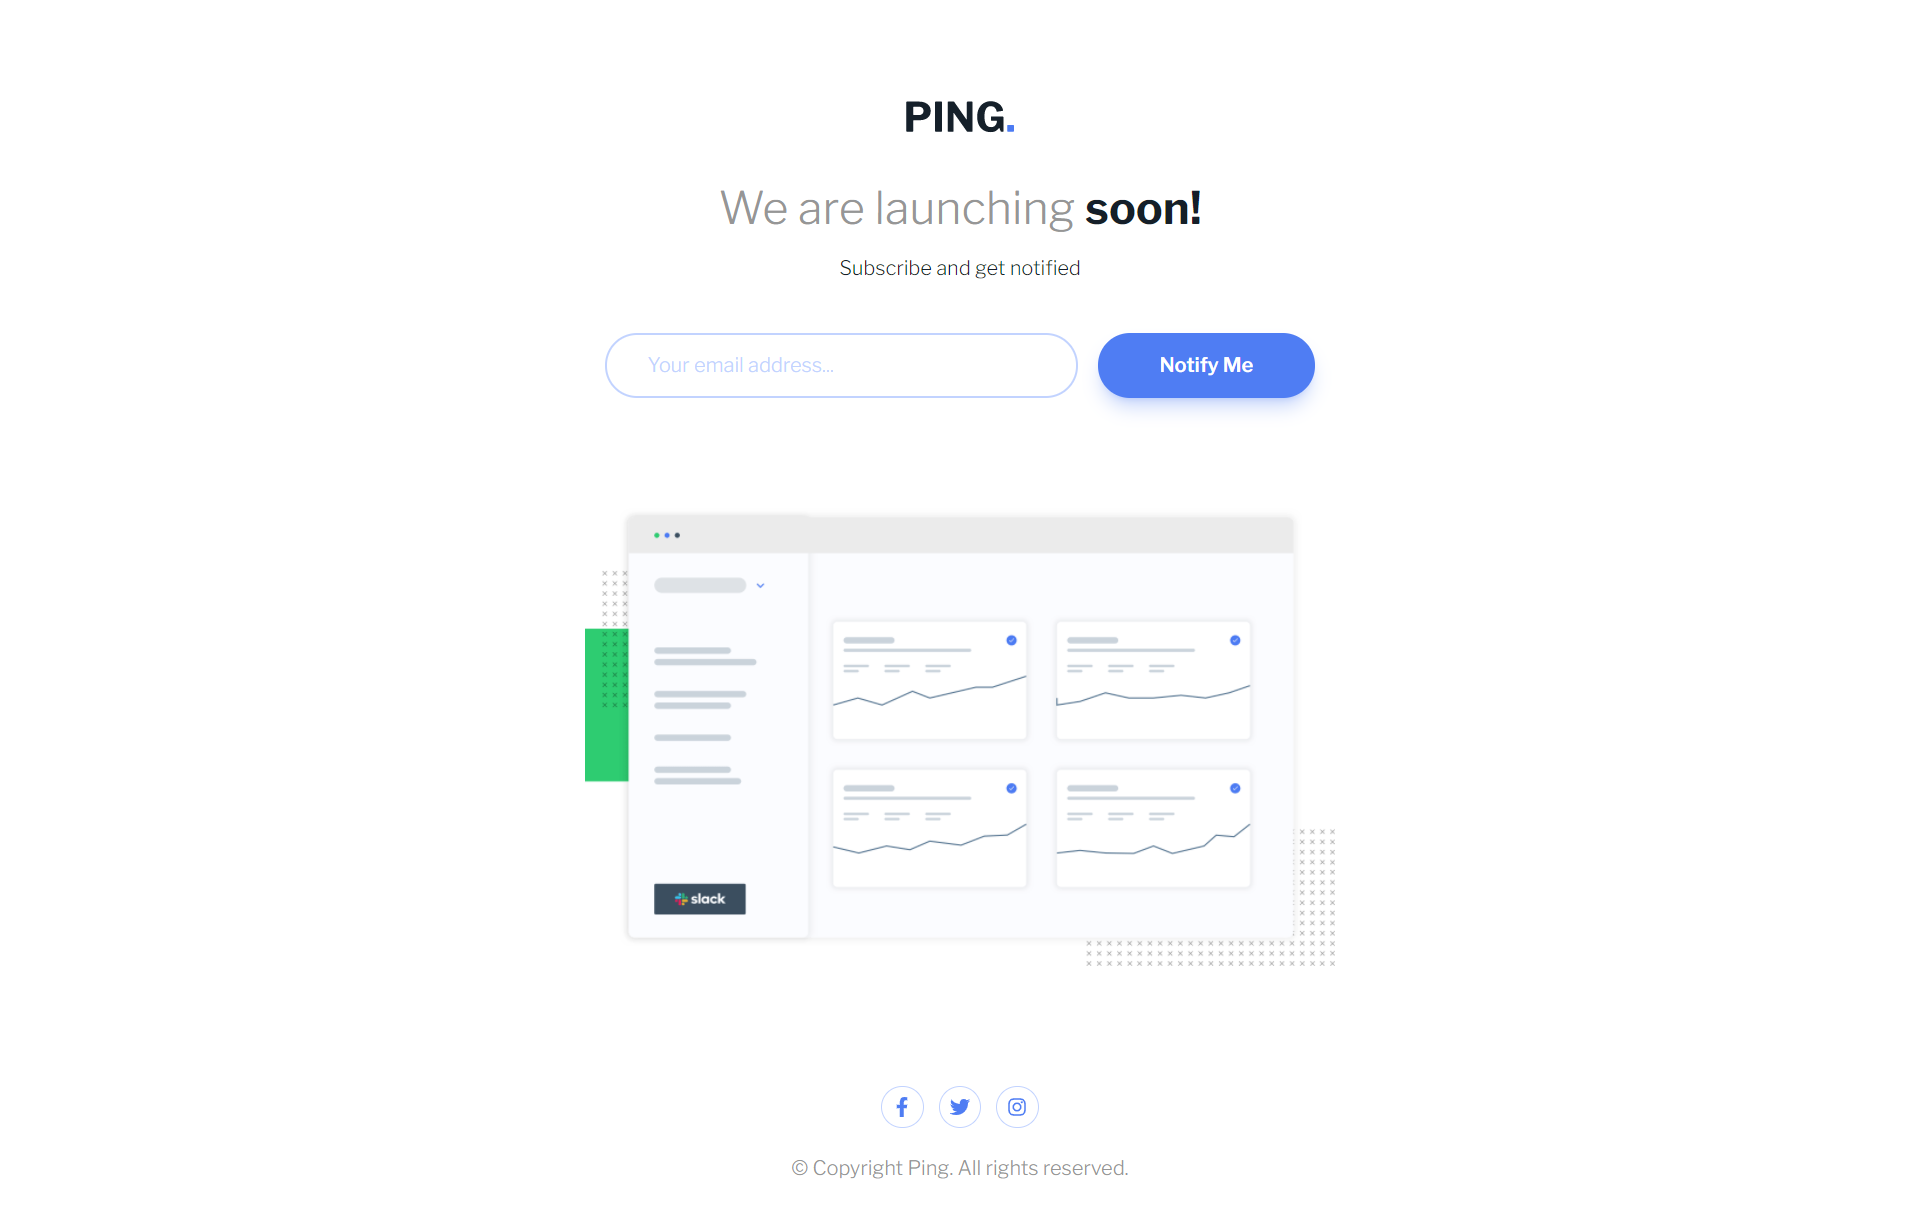 PING.
We are launching soon!
Subscribe and get notified
Your email address...
Notify Me
slack
© Copyright Ping. All rights reserved.